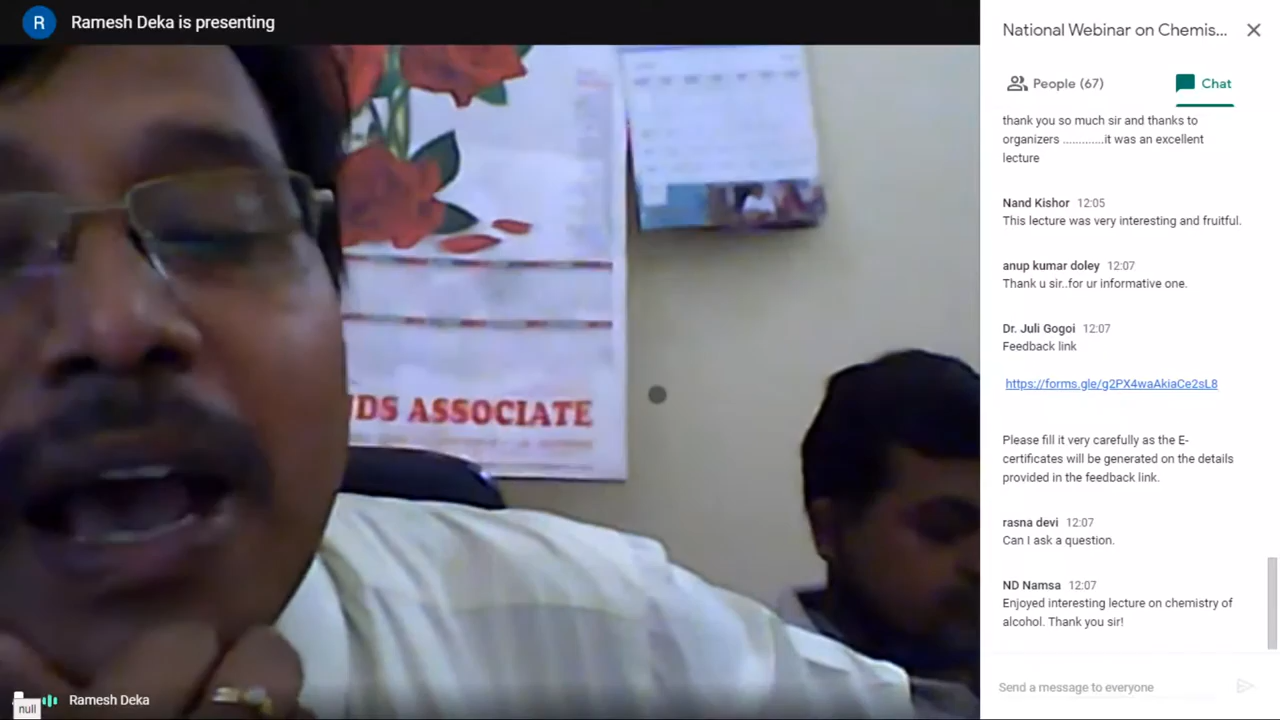 R
Ramesh Deka is presenting
National Webinar on Chemis...
People (67)
Chat
thank you so much sir and thanks to
organizers .............it was an excellent
lecture
Nand Kishor 12:05
This lecture was very interesting and fruitful.
anup kumar doley 12:07
Thank u sir..for ur informative one.
Dr. Juli Gogoi 12:07
Feedback link
https://forms.gle/g2PX4waAkiaCe2sL8
Please fill it very carefully as the E-
certificates will be generated on the details
provided in the feedback link.
rasna devi 12:07
Can I ask a question.
ND Namsa 12:07
Enjoyed interesting lecture on chemistry of
alcohol. Thank you sir!
Send a message to everyone
NDS ASSOCIATE
Ramesh Deka
null